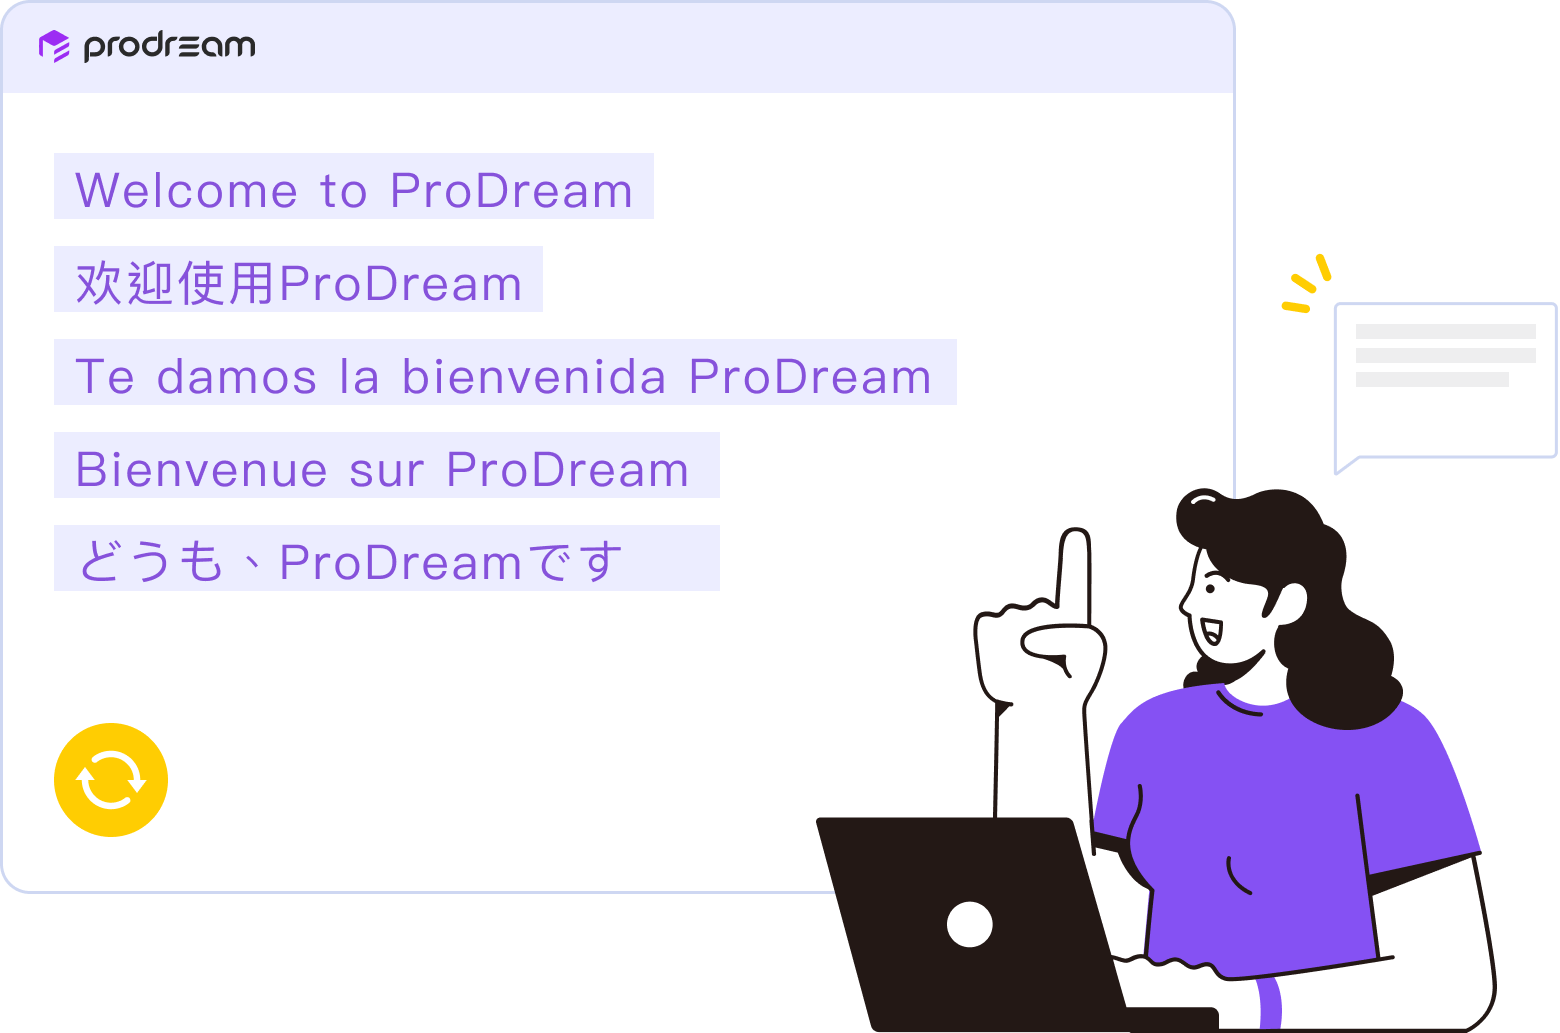 prodream
Welcome to ProDream
欢迎使用ProDream
Te damos la bienvenida ProDream
Bienvenue sur ProDream
どうも、ProDreamです